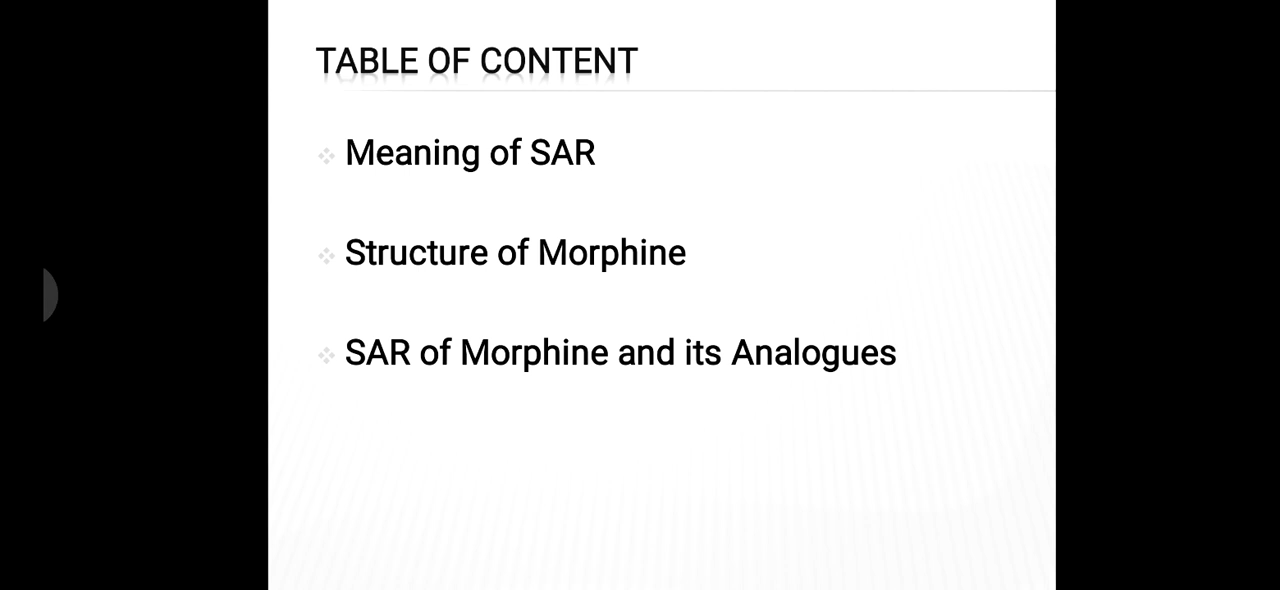 TABLE OF CONTENT
Meaning of SAR
Structure of Morphine
SAR of Morphine and its Analogues